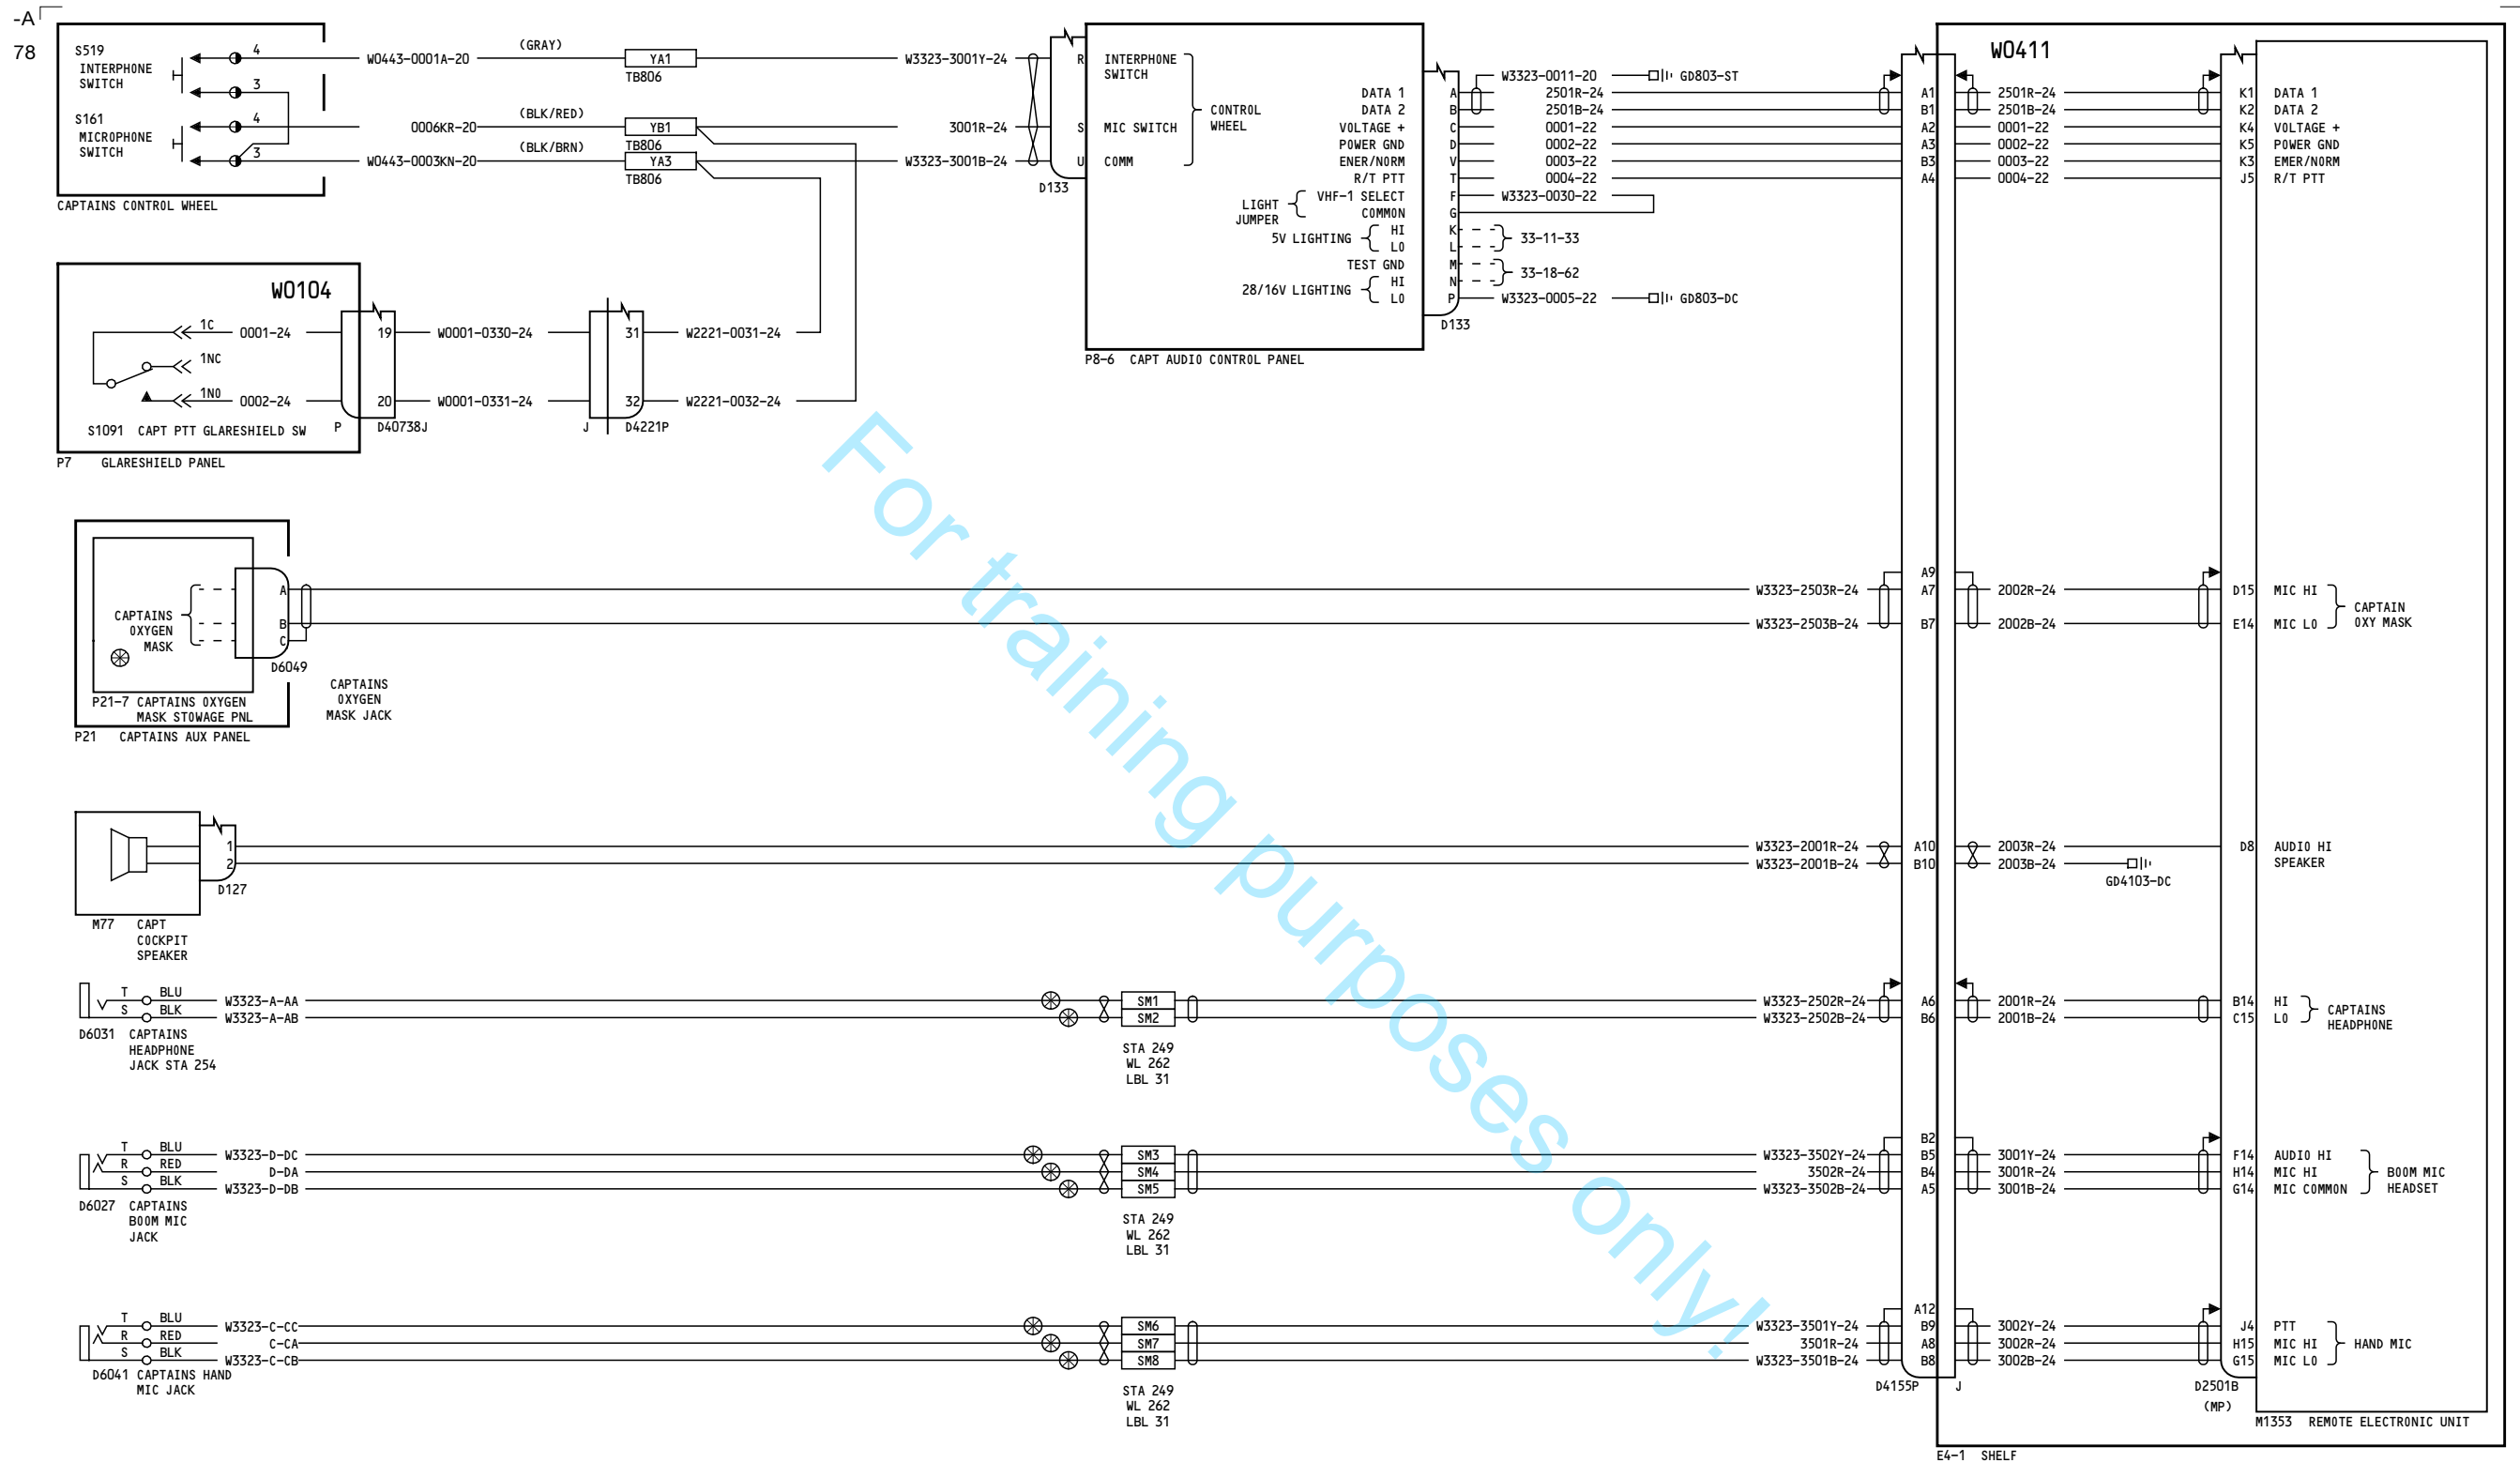 -A
78
S519
INTERPHONE
SWITCH
4
3
S161
MICROPHONE
SWITCH
4
3
CAPTAINS CONTROL WHEEL
W0443-0001A-20
(GRAY)
YA1
TB806
W3323-3001Y-24
0006KR-20
(BLK/RED)
YB1
TB806
3001R-24
W0443-0003KN-20
(BLK/BRN)
YA3
TB806
W3323-3001B-24
R
S
U
D133
INTERPHONE
SWITCH
MIC SWITCH
COMM
CONTROL
WHEEL
DATA 1
DATA 2
VOLTAGE +
POWER GND
ENER/NORM
R/T PTT
VHF-1 SELECT
COMMON
LIGHT
JUMPER
5V LIGHTING
HI
LO
TEST GND
28/16V LIGHTING
HI
LO
A
B
C
D
V
T
F
G
K
L
M
N
P
D133
P8-6 CAPT AUDIO CONTROL PANEL
W3323-0011-20
GD803-ST
2501R-24
2501B-24
0001-22
0002-22
0003-22
0004-22
W3323-0030-22
33-11-33
33-18-62
W3323-0005-22
GD803-DC
W0411
A1
B1
A2
A3
B3
A4
2501R-24
2501B-24
0001-22
0002-22
0003-22
0004-22
K1 DATA 1
K2 DATA 2
K4 VOLTAGE +
K5 POWER GND
K3 EMER/NORM
J5 R/T PTT
W0104
1C
0001-24
1NC
1NO
0002-24
S1091 CAPT PTT GLARESHIELD SW
P
19
20
D40738J
W0001-0330-24
W0001-0331-24
J
31
32
D4221P
W2221-0031-24
W2221-0032-24
P7 GLARESHIELD PANEL
CAPTAINS
OXYGEN
MASK
A
B
C
D6049
P21-7 CAPTAINS OXYGEN
MASK STOWAGE PNL
P21 CAPTAINS AUX PANEL
CAPTAINS
OXYGEN
MASK JACK
W3323-2503R-24
W3323-2503B-24
A9
A7
B7
2002R-24
2002B-24
D15 MIC HI
E14 MIC LO
CAPTAIN
OXY MASK
1
2
D127
M77 CAPT
COCKPIT
SPEAKER
W3323-2001R-24
W3323-2001B-24
A10
B10
2003R-24
2003B-24
GD4103-DC
D8 AUDIO HI
SPEAKER
T BLU W3323-A-AA
S BLK W3323-A-AB
D6031 CAPTAINS
HEADPHONE
JACK STA 254
SM1
SM2
STA 249
WL 262
LBL 31
W3323-2502R-24
W3323-2502B-24
A6
B6
2001R-24
2001B-24
B14 HI
C15 LO
CAPTAINS
HEADPHONE
T BLU W3323-D-DC
R RED D-DA
S BLK W3323-D-DB
D6027 CAPTAINS
BOOM MIC
JACK
SM3
SM4
SM5
STA 249
WL 262
LBL 31
W3323-3502Y-24
3502R-24
W3323-3502B-24
B2
B5
B4
A5
3001Y-24
3001R-24
3001B-24
F14 AUDIO HI
H14 MIC HI
G14 MIC COMMON
BOOM MIC
HEADSET
T BLU W3323-C-CC
R RED C-CA
S BLK W3323-C-CB
D6041 CAPTAINS HAND
MIC JACK
SM6
SM7
SM8
STA 249
WL 262
LBL 31
W3323-3501Y-24
3501R-24
W3323-3501B-24
A12
B9
A8
B8
3002Y-24
3002R-24
3002B-24
J4 PTT
H15 MIC HI
G15 MIC LO
HAND MIC
D4155P
J
D2501B
(MP)
M1353 REMOTE ELECTRONIC UNIT
E4-1 SHELF
For training purposes only!